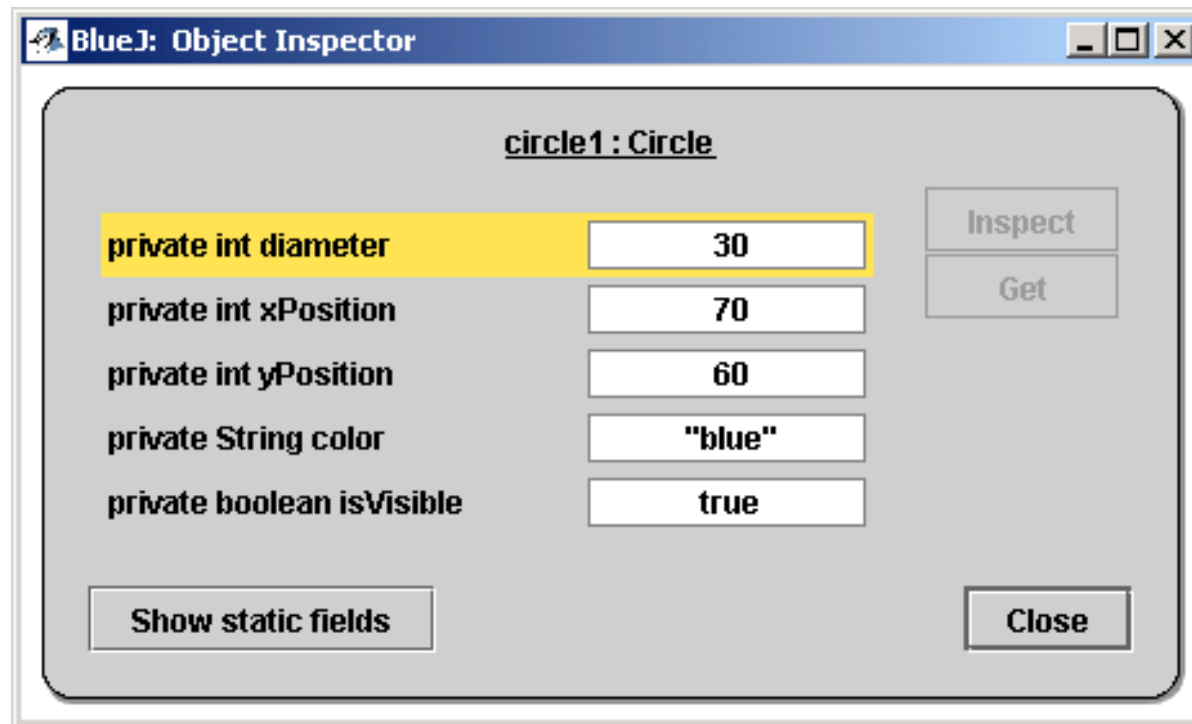 BlueJ: Object Inspector
circle1 : Circle
private int diameter 30
Inspect
private int xPosition 70
Get
private int yPosition 60
private String color "blue"
private boolean isVisible true
Show static fields Close